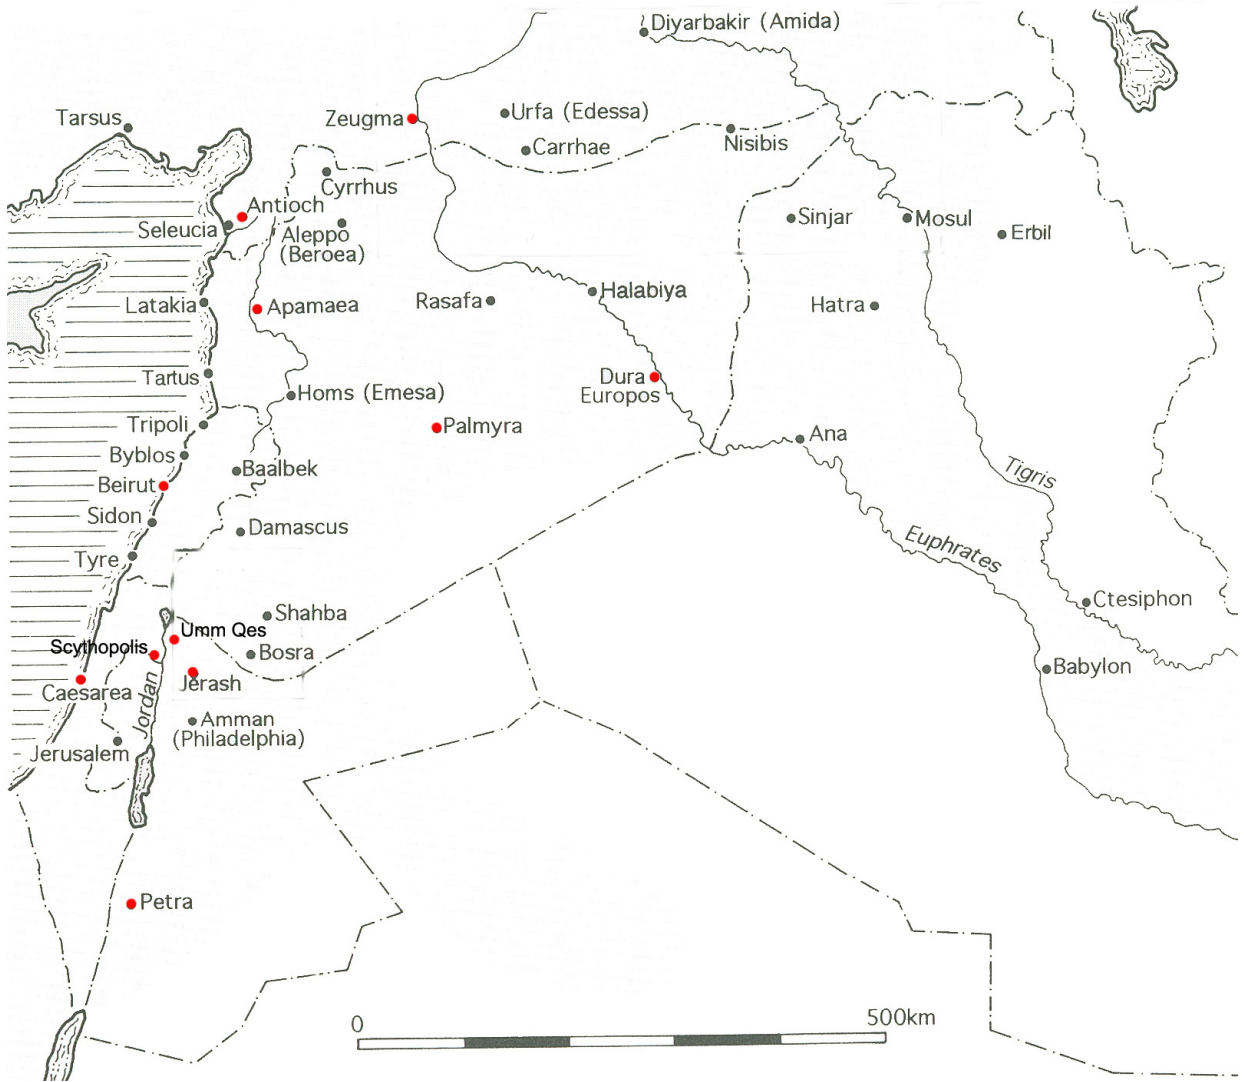 Diyarbakir (Amida)
Tarsus
Zeugma
Urfa (Edessa)
Carrhae
Nisibis
Cyrrhus
Antioch
Seleucia
Aleppo
(Beroea)
Sinjar
Mosul
Erbil
Latakia
Apamaea
Rasafa
Halabiya
Hatra
Tartus
Homs (Emesa)
Dura
Europos
Tripoli
Palmyra
Ana
Byblos
Baalbek
Beirut
Tigris
Sidon
Damascus
Euphrates
Tyre
Ctesiphon
Shahba
Umm Qes
Scythopolis
Bosra
Babylon
Jerash
Caesarea
Jordan
Amman
(Philadelphia)
Jerusalem
Petra
0
500km